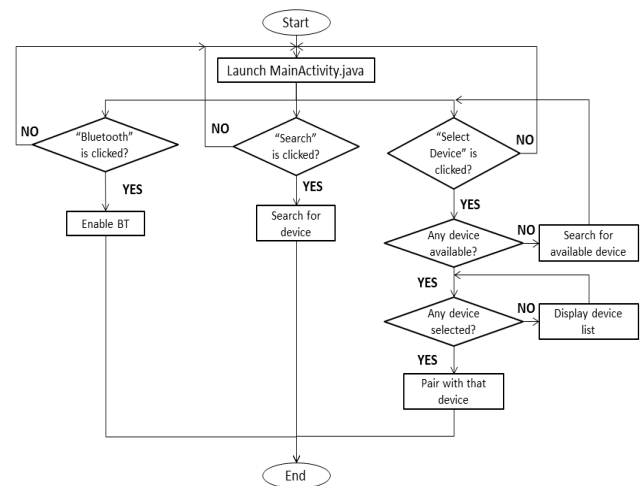 Start
Launch MainActivity.java
"Bluetooth"
is clicked?
NO
YES
Enable BT
"Search"
is clicked?
NO
YES
Search for
device
"Select
Device" is
clicked?
NO
YES
Any device
available?
NO
Search for
available device
YES
Any device
selected?
NO
Display device
list
YES
Pair with that
device
End